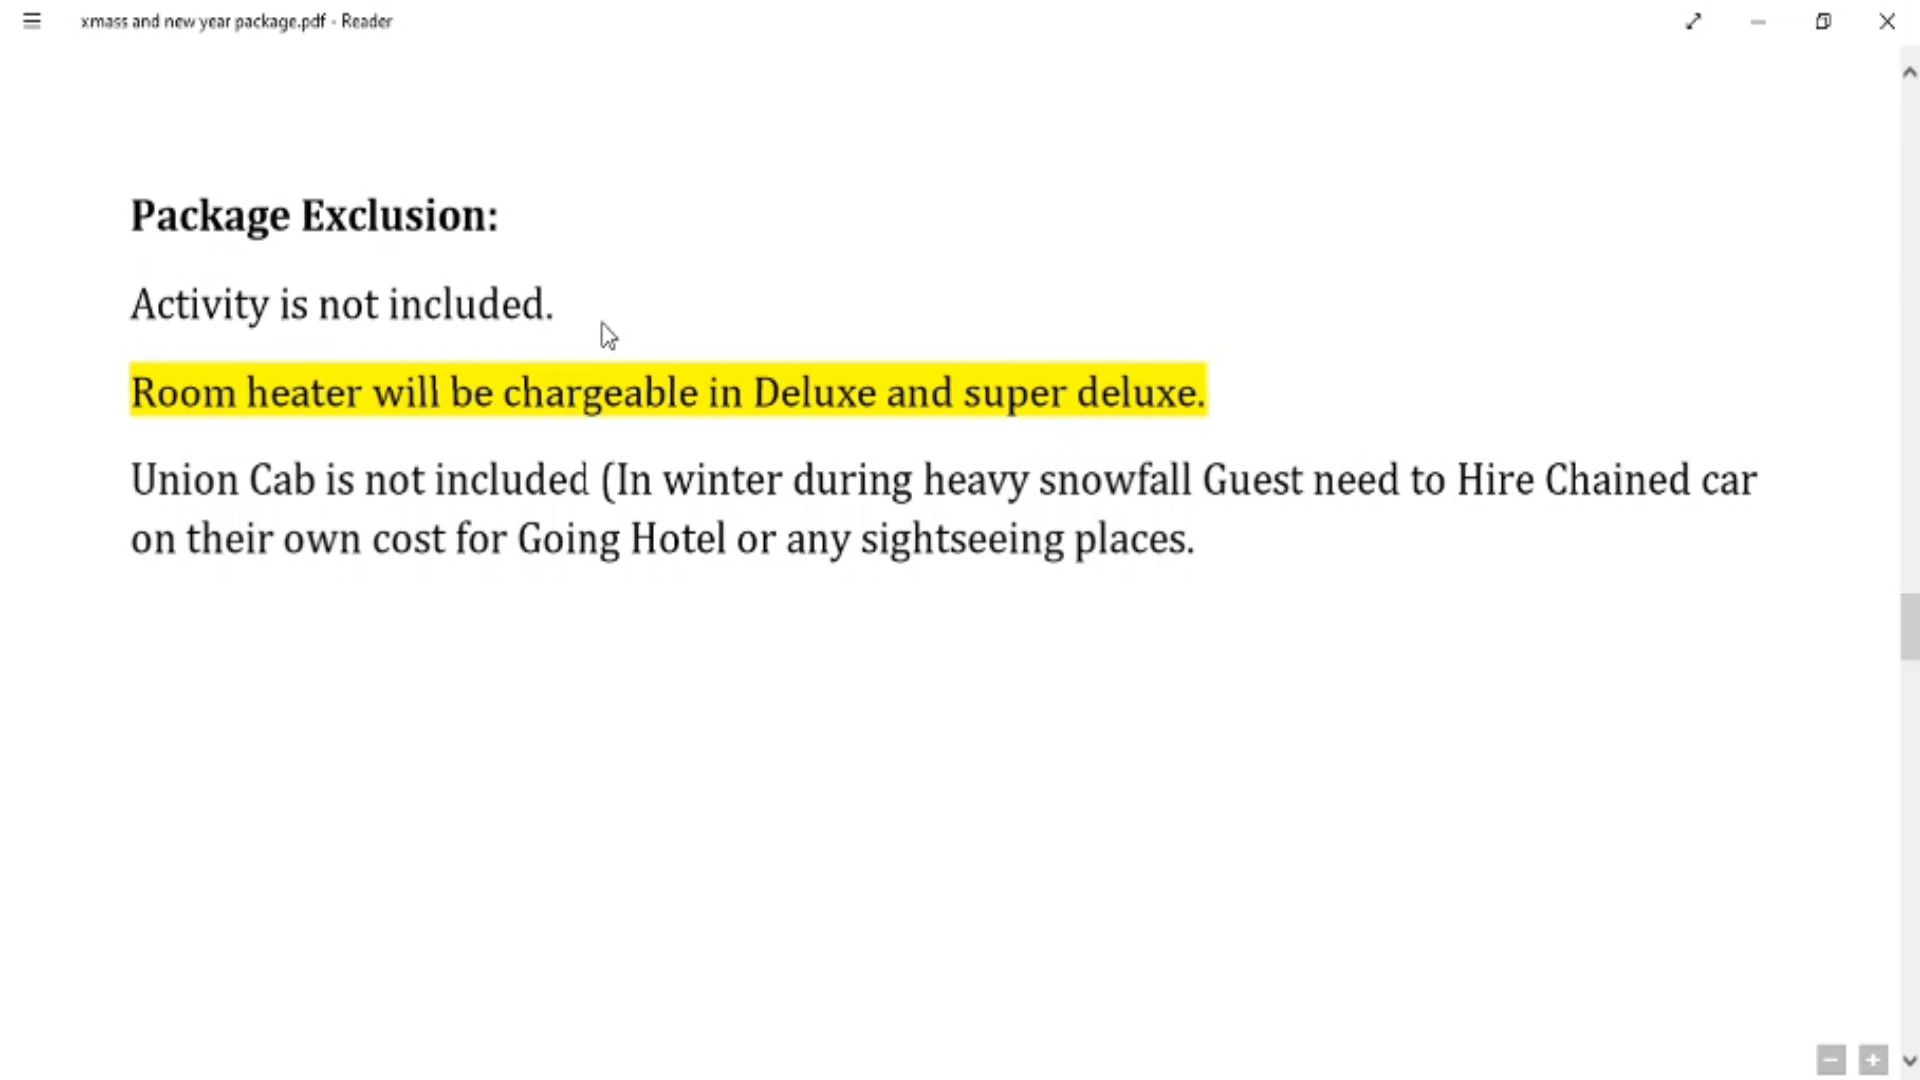 xmass and new year package.pdf - Reader
Package Exclusion:
Activity is not included.
Room heater will be chargeable in Deluxe and super deluxe.
Union Cab is not included (In winter during heavy snowfall Guest need to Hire Chained car
on their own cost for Going Hotel or any sightseeing places.